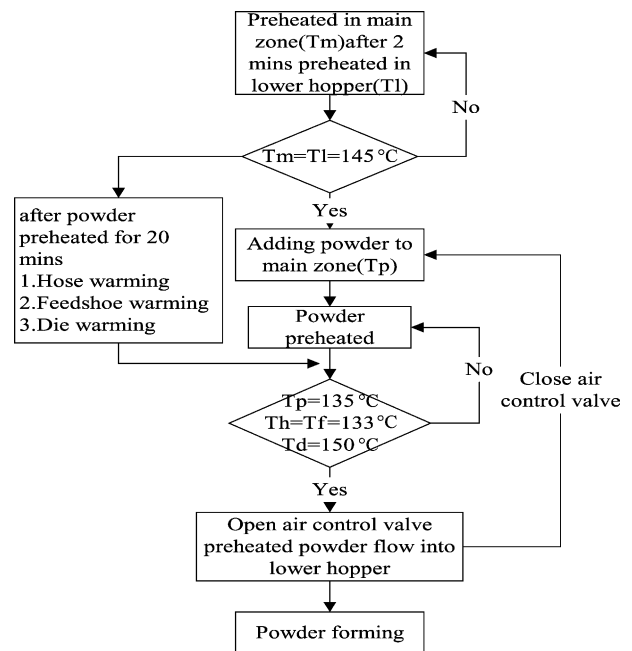 Preheated in main
zone(Tm)after 2
mins preheated in
lower hopper(Tl)
No
Tm=Tl=145℃
Yes
after powder
preheated for 20
mins
1.Hose warming
2.Feedshoe warming
3.Die warming
Adding powder to
main zone(Tp)
Powder
preheated
No
Close air
control valve
Tp=135℃
Th=Tf=133℃
Td=150℃
Yes
Open air control valve
preheated powder flow into
lower hopper
Powder forming